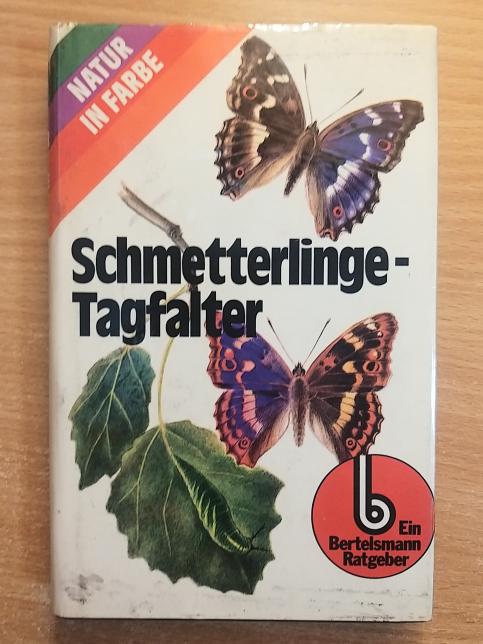 NATUR
IN FARBE
Schmetterlinge-
Tagfalter
b
Ein
Bertelsmann
Ratgeber